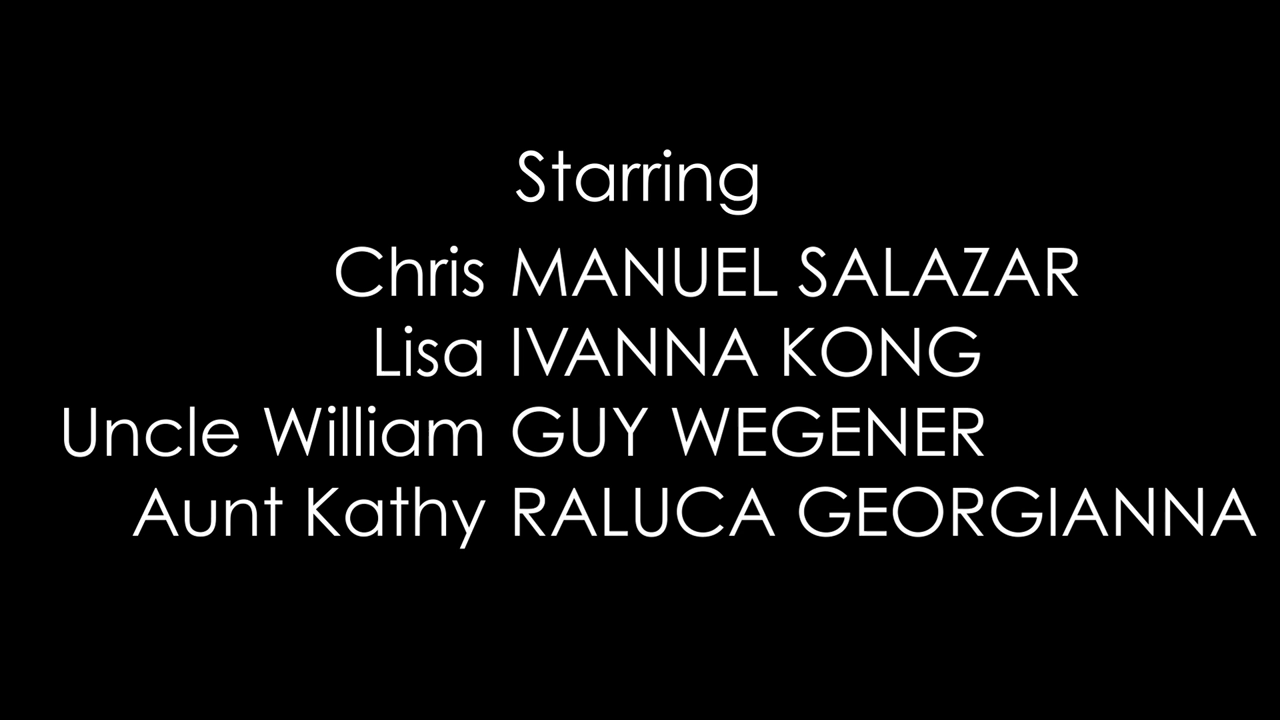 Starring
Chris MANUEL SALAZAR
Lisa IVANNA KONG
Uncle William GUY WEGENER
Aunt Kathy RALUCA GEORGIANNA